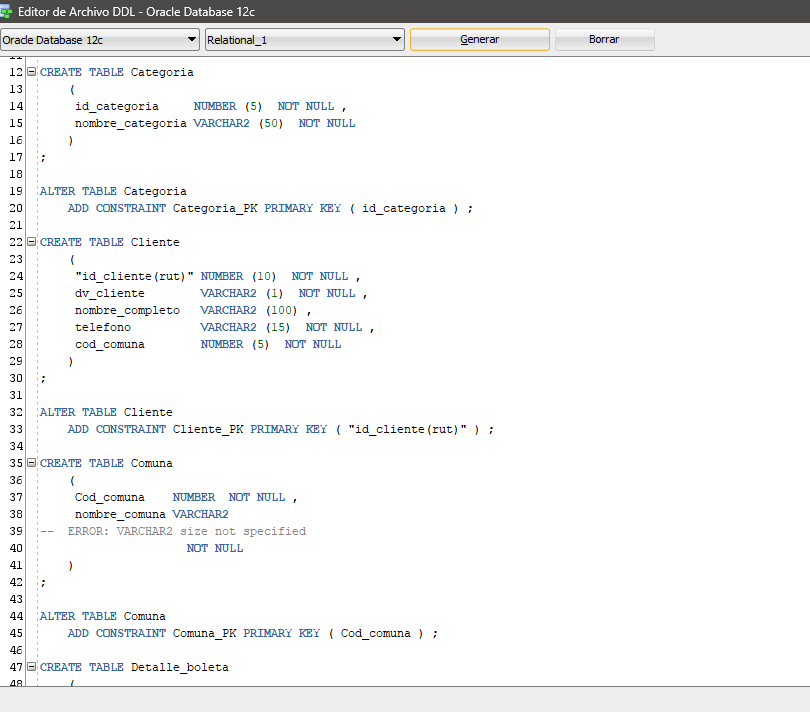 Editor de Archivo DDL - Oracle Database 12c
Oracle Database 12c Relational_1 Generar Borrar
11
12 CREATE TABLE Categoria
13 (
14 id_categoria NUMBER (5) NOT NULL ,
15 nombre_categoria VARCHAR2 (50) NOT NULL
16 )
17 ;
18
19 ALTER TABLE Categoria
20 ADD CONSTRAINT Categoria_PK PRIMARY KEY ( id_categoria ) ;
21
22 CREATE TABLE Cliente
23 (
24 "id_cliente(rut)" NUMBER (10) NOT NULL ,
25 dv_cliente VARCHAR2 (1) NOT NULL ,
26 nombre_completo VARCHAR2 (100) ,
27 telefono VARCHAR2 (15) NOT NULL ,
28 cod_comuna NUMBER (5) NOT NULL
29 )
30 ;
31
32 ALTER TABLE Cliente
33 ADD CONSTRAINT Cliente_PK PRIMARY KEY ( "id_cliente(rut)" ) ;
34
35 CREATE TABLE Comuna
36 (
37 Cod_comuna NUMBER NOT NULL ,
38 nombre_comuna VARCHAR2
39 -- ERROR: VARCHAR2 size not specified
40 NOT NULL
41 )
42 ;
43
44 ALTER TABLE Comuna
45 ADD CONSTRAINT Comuna_PK PRIMARY KEY ( Cod_comuna ) ;
46
47 CREATE TABLE Detalle_boleta
48 (